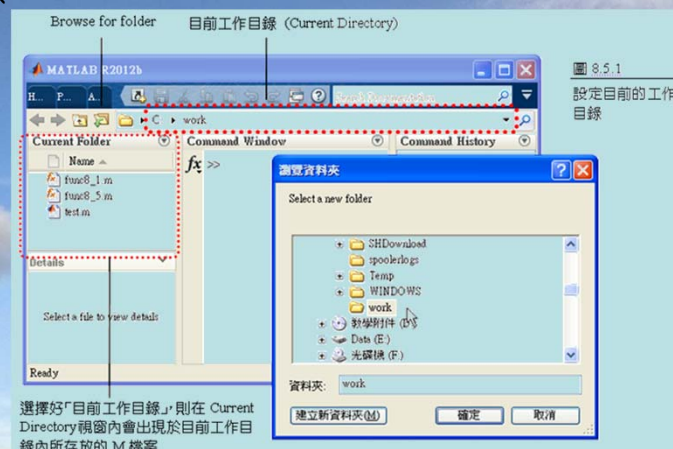 Browse for folder
目前工作目錄 (Current Directory)
MATLAB R2012b
H... P... A...
C ▸ work
Current Folder
Command Window
Command History
Name
fx >>
func8_1.m
func8_5.m
test.m
Details
Select a file to view details
Ready
瀏覽資料夾
Select a new folder
SHDownload
spoolerlogs
Temp
WINDOWS
work
教學附件 (D:)
Data (E:)
光碟機 (F:)
資料夾: work
建立新資料夾(M)
確定
取消
圖 8.5.1
設定目前的工作
目錄
選擇好「目前工作目錄」,則在 Current
Directory視窗內會出現於目前工作目
錄內所存放的 M 檔案